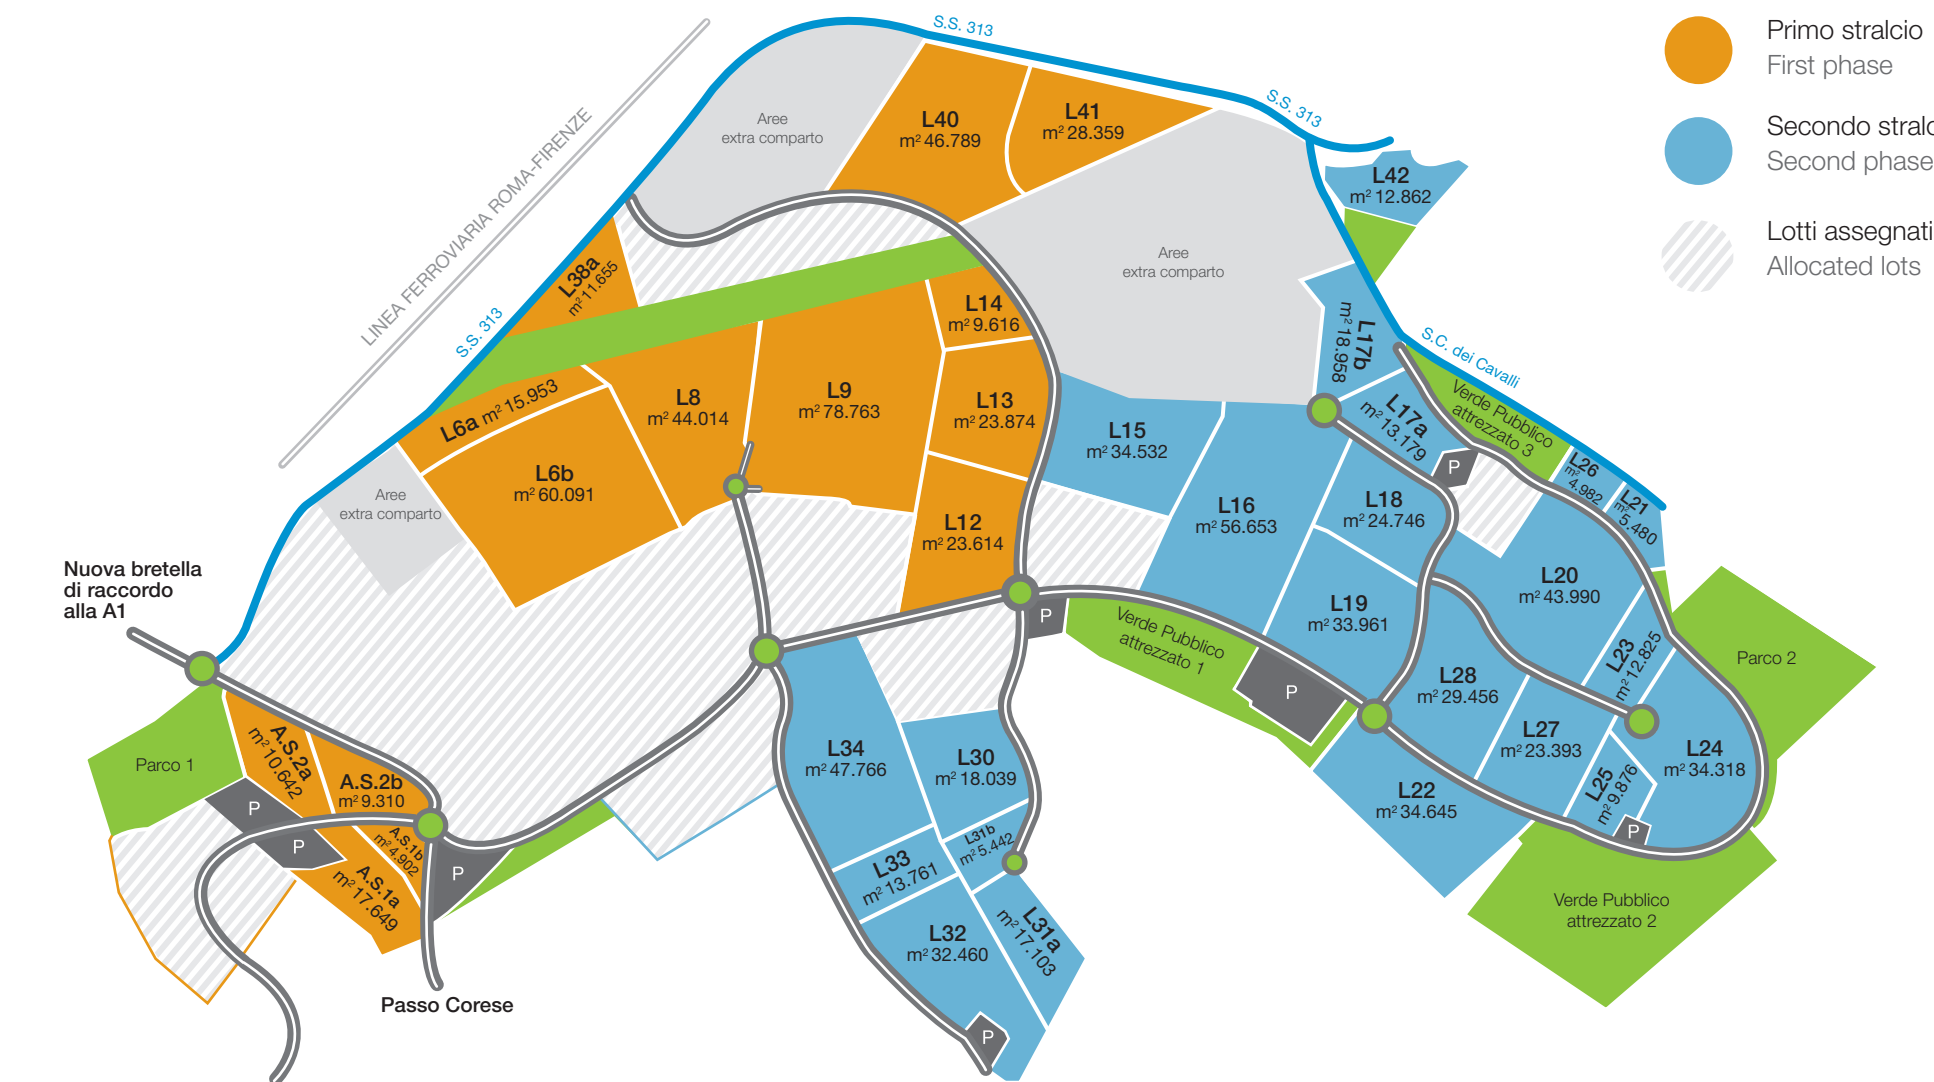 S.S. 313
Primo stralcio
First phase
Secondo stralc
Second phase
Lotti assegnati
Allocated lots
LINEA FERROVIARIA ROMA-FIRENZE
Aree
extra comparto
L40
m² 46.789
L41
m² 28.359
S.S. 313
L42
m² 12.862
L38a
m² 11.655
S.S. 313
Aree
extra comparto
L14
m² 9.616
L17b
m² 18.958
S.C. dei Cavalli
L6a m² 15.953
L8
m² 44.014
L9
m² 78.763
L13
m² 23.874
L15
m² 34.532
L17a
m² 13.179
Verde Pubblico
attrezzato 3
P
L26
m²
4.982
L21
m²
5.480
L6b
m² 60.091
Aree
extra comparto
L12
m² 23.614
L16
m² 56.653
L18
m² 24.746
Nuova bretella
di raccordo
alla A1
L20
m² 43.990
L19
m² 33.961
P
Verde Pubblico
attrezzato 1
P
L23
m² 12.825
Parco 2
L28
m² 29.456
L27
m² 23.393
L24
m² 34.318
L25
m² 9.876
P
L22
m² 34.645
Parco 1
A.S.2a
m² 10.642
A.S.2b
m² 9.310
P
P
A.S.1b
m² 4.902
A.S.1a
m² 17.649
P
L34
m² 47.766
L30
m² 18.039
L31b
m² 5.442
L33
m² 13.761
L32
m² 32.460
L31a
m² 17.103
P
Verde Pubblico
attrezzato 2
Passo Corese